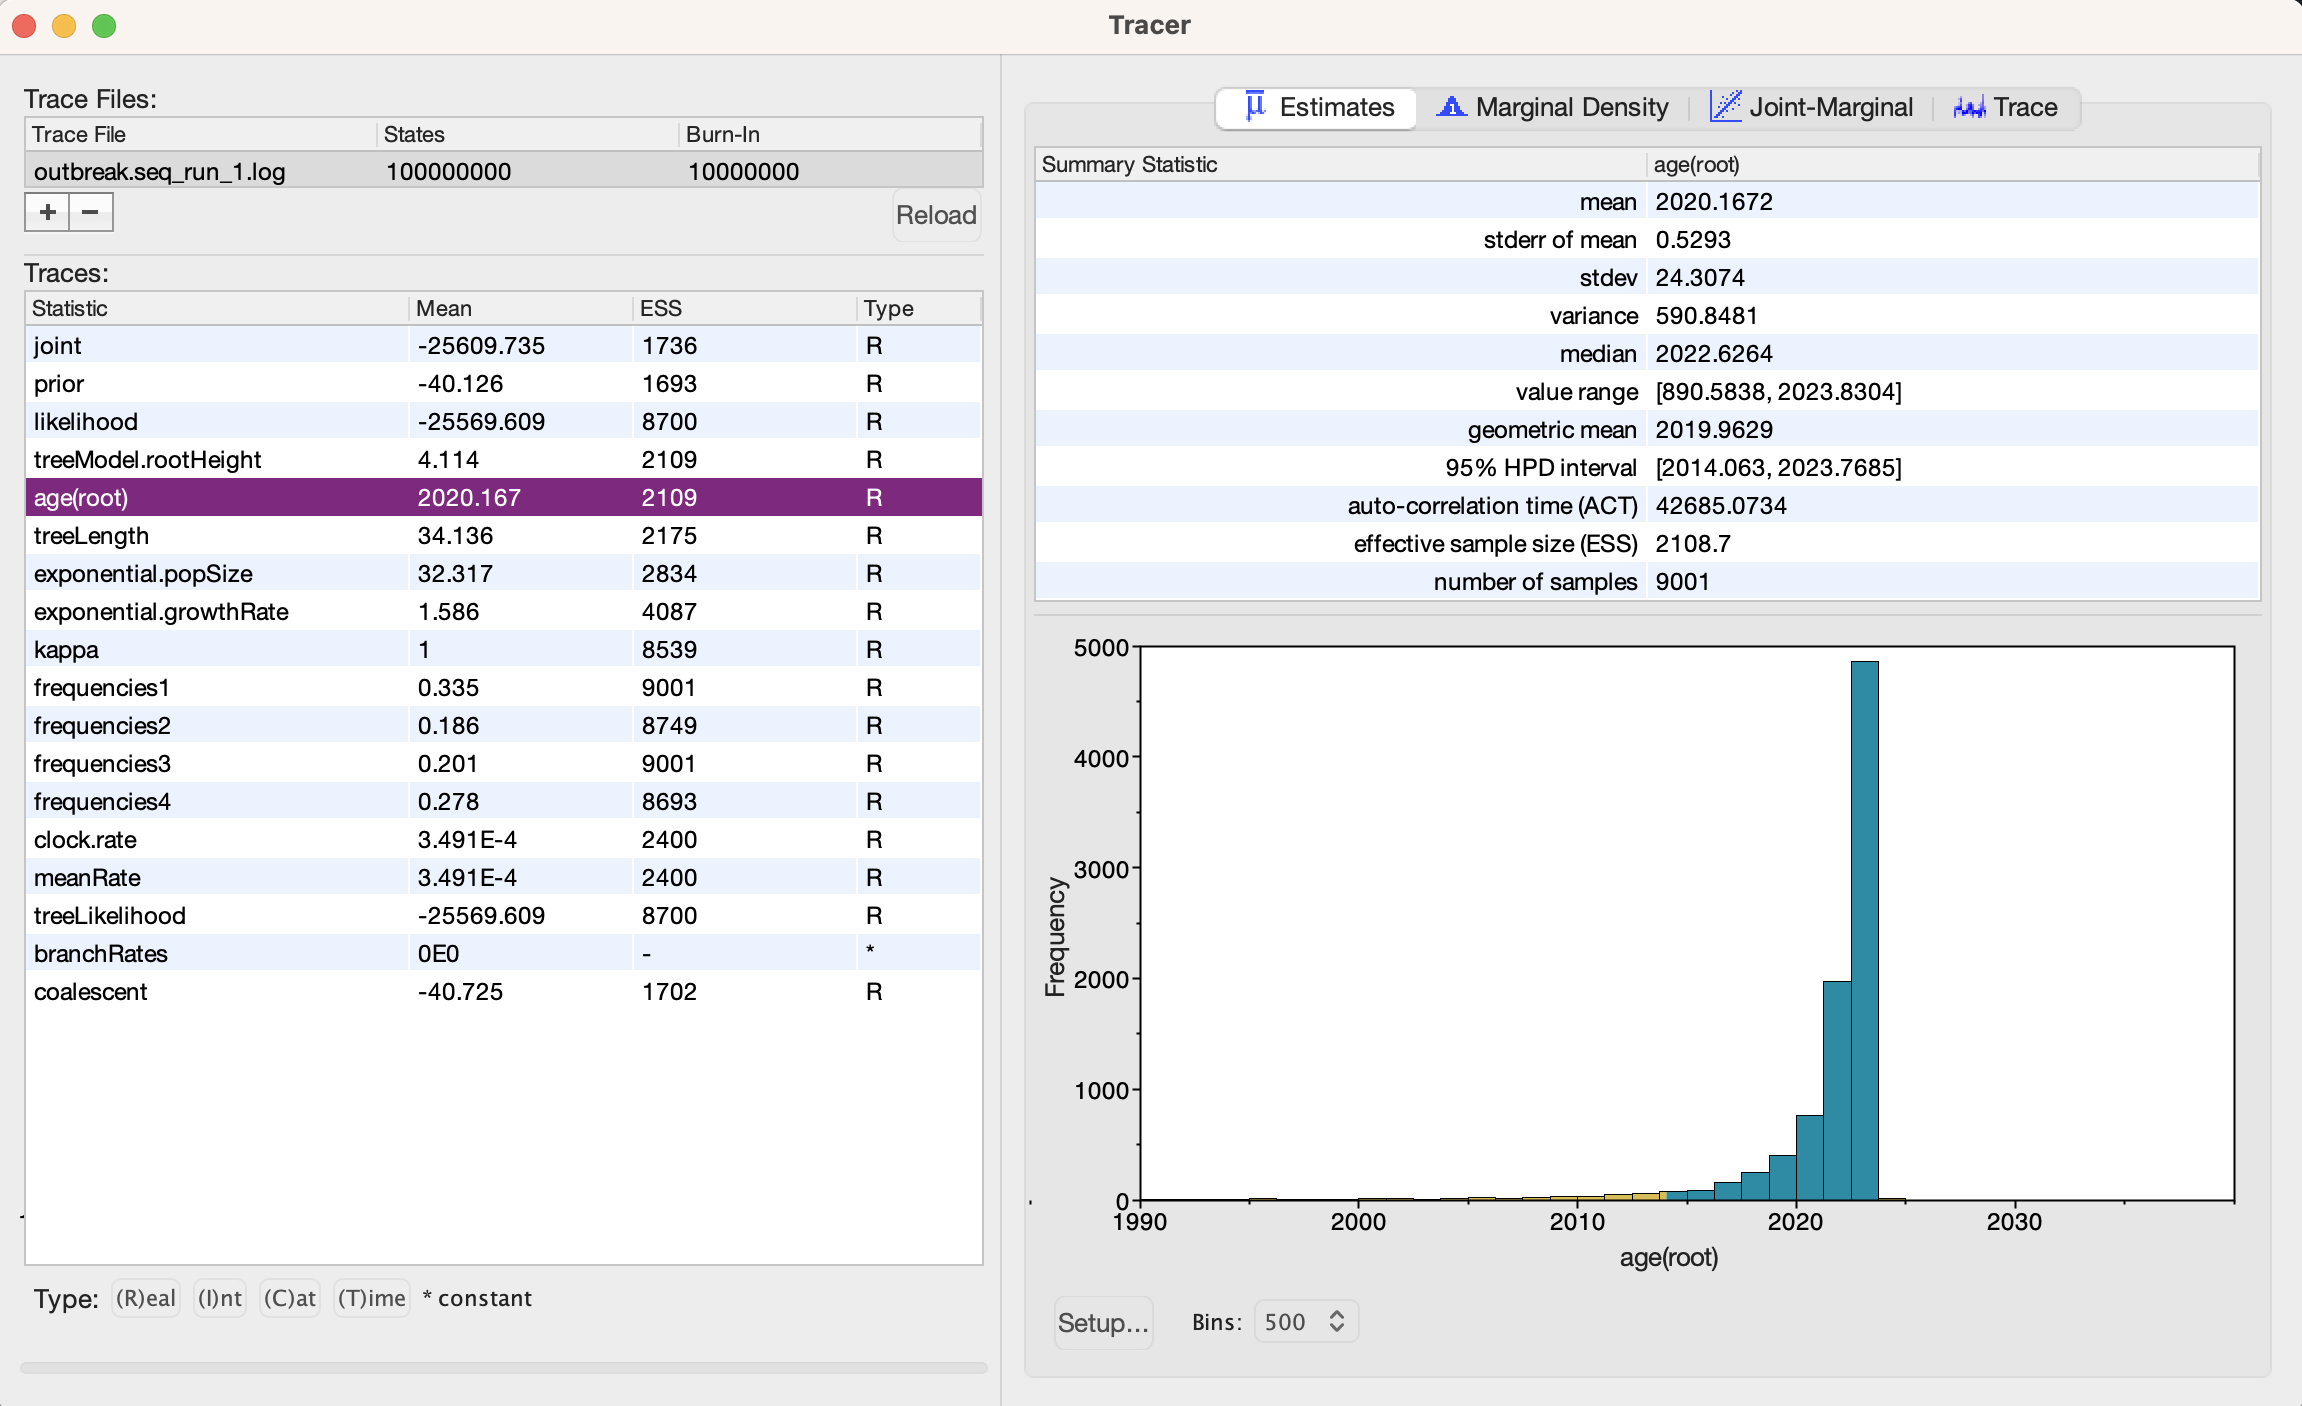 Tracer
Trace Files:
Trace File States Burn-In
outbreak.seq_run_1.log 100000000 10000000
+ − Reload
Traces:
Statistic Mean ESS Type
joint -25609.735 1736 R
prior -40.126 1693 R
likelihood -25569.609 8700 R
treeModel.rootHeight 4.114 2109 R
age(root) 2020.167 2109 R
treeLength 34.136 2175 R
exponential.popSize 32.317 2834 R
exponential.growthRate 1.586 4087 R
kappa 1 8539 R
frequencies1 0.335 9001 R
frequencies2 0.186 8749 R
frequencies3 0.201 9001 R
frequencies4 0.278 8693 R
clock.rate 3.491E-4 2400 R
meanRate 3.491E-4 2400 R
treeLikelihood -25569.609 8700 R
branchRates 0E0 - *
coalescent -40.725 1702 R
Type: (R)eal (I)nt (C)at (T)ime * constant
Estimates Marginal Density Joint-Marginal Trace
Summary Statistic age(root)
mean 2020.1672
stderr of mean 0.5293
stdev 24.3074
variance 590.8481
median 2022.6264
value range [890.5838, 2023.8304]
geometric mean 2019.9629
95% HPD interval [2014.063, 2023.7685]
auto-correlation time (ACT) 42685.0734
effective sample size (ESS) 2108.7
number of samples 9001
5000
4000
3000
2000
1000
0
Frequency
1990 2000 2010 2020 2030
age(root)
Setup... Bins: 500